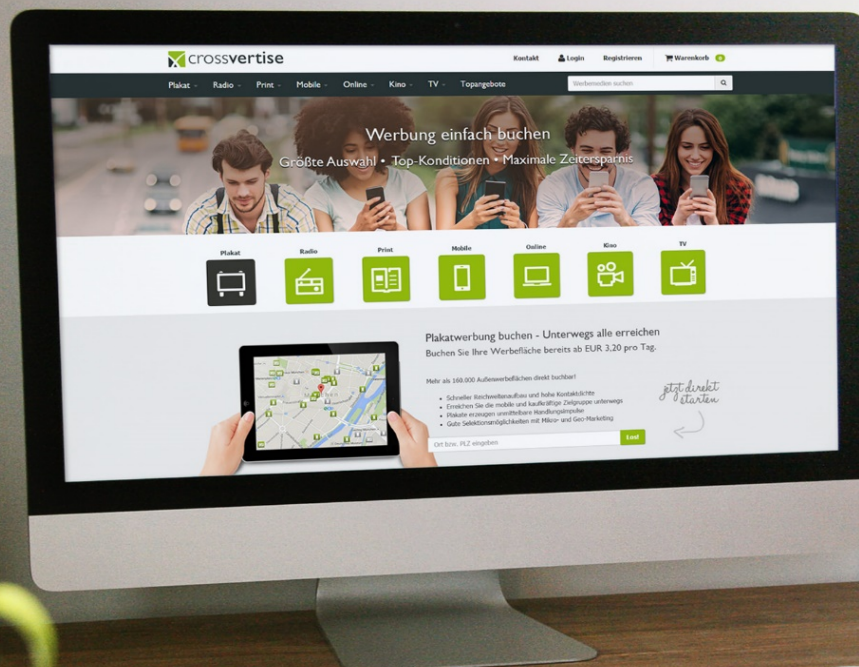 crossvertise
Kontakt Login Registrieren Warenkorb 0
Plakat Radio Print Mobile Online Kino TV Topangebote
Werbemedien suchen
Werbung einfach buchen
Größte Auswahl • Top-Konditionen • Maximale Zeitersparnis
Plakat Radio Print Mobile Online Kino TV
Plakatwerbung buchen - Unterwegs alle erreichen
Buchen Sie Ihre Werbefläche bereits ab EUR 3,20 pro Tag.
Mehr als 160.000 Außenwerbeflächen direkt buchbar!
• Schneller Reichweitenaufbau und hohe Kontaktdichte
• Erreichen Sie die mobile und kaufkräftige Zielgruppe unterwegs
• Plakate erzeugen unmittelbare Handlungsimpulse
• Gute Selektionsmöglichkeiten mit Mikro- und Geo-Marketing
jetzt direkt
starten
Ort bzw. PLZ eingeben Los!